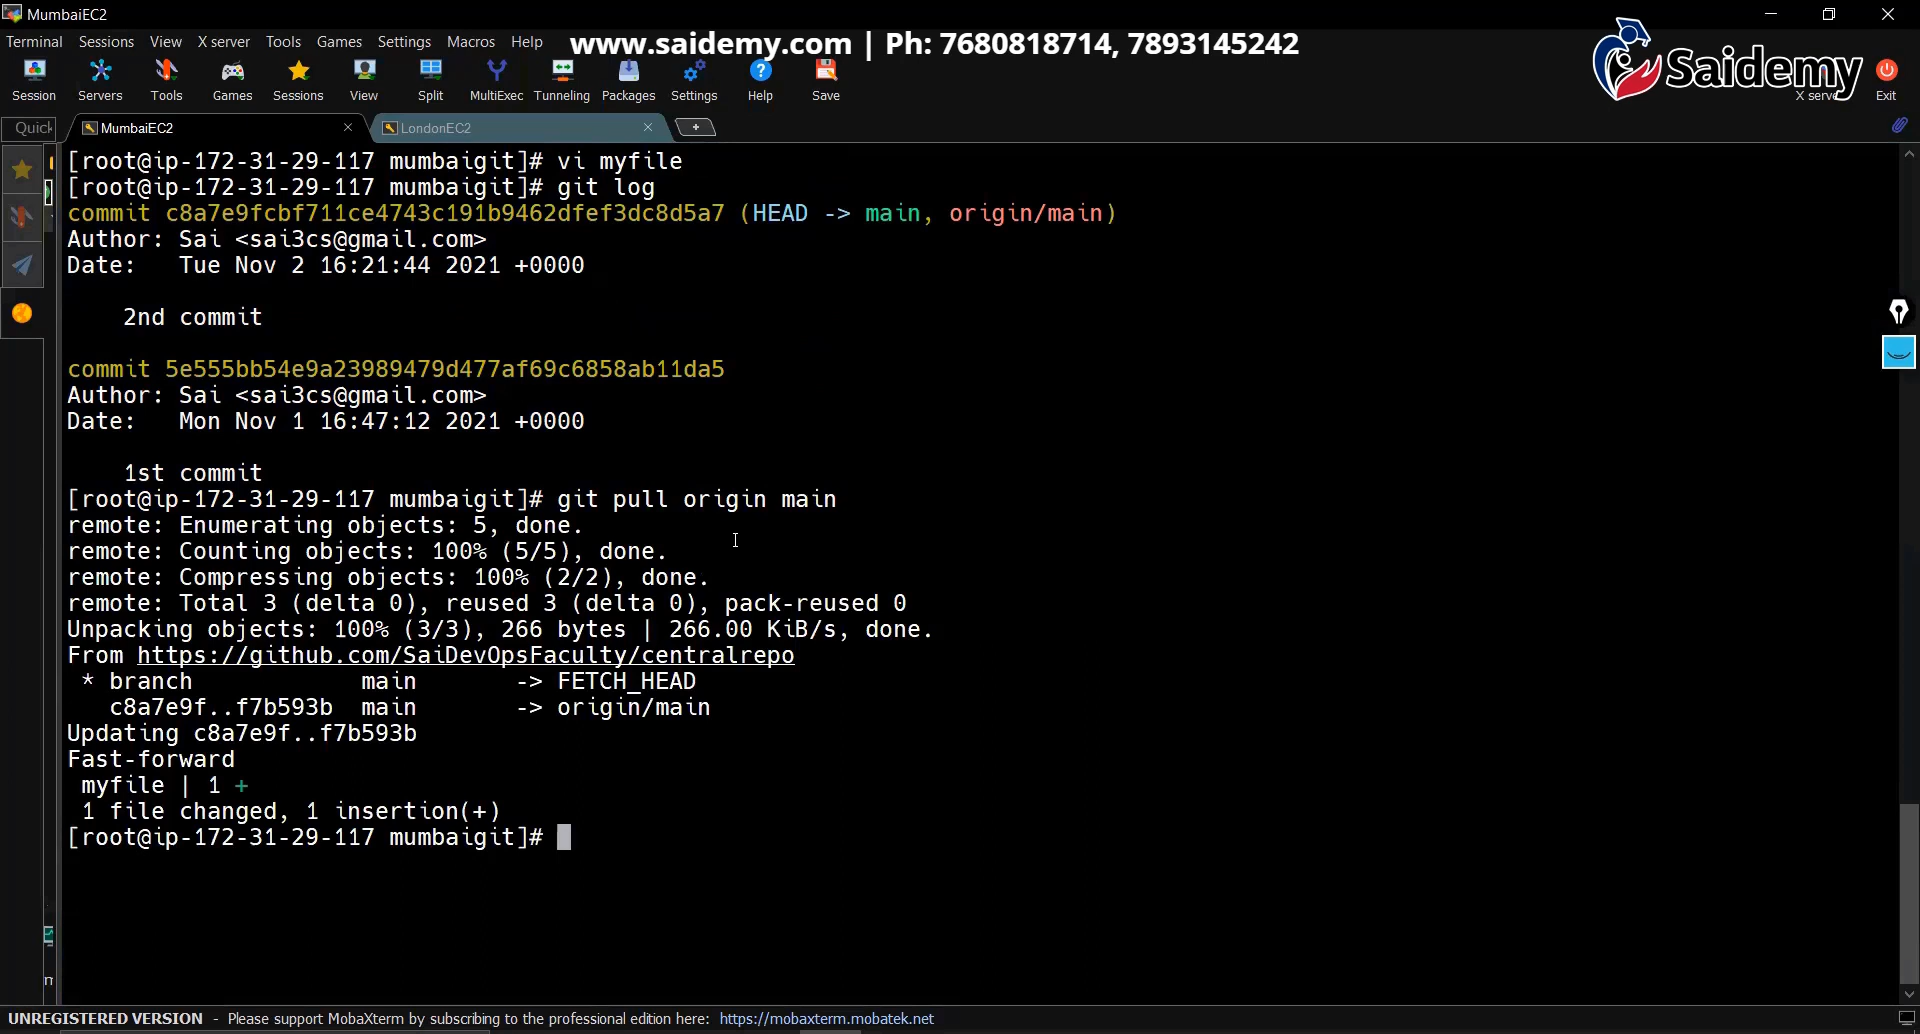 MumbaiEC2
www.saidemy.com | Ph: 7680818714, 7893145242
Saidemy
Terminal Sessions View X server Tools Games Settings Macros Help
Session Servers Tools Games Sessions View Split MultiExec Tunneling Packages Settings Help Save X serve Exit
Quick MumbaiEC2 LondonEC2
[root@ip-172-31-29-117 mumbaigit]# vi myfile
[root@ip-172-31-29-117 mumbaigit]# git log
commit c8a7e9fcbf711ce4743c191b9462dfef3dc8d5a7 (HEAD -> main, origin/main)
Author: Sai <sai3cs@gmail.com>
Date:   Tue Nov 2 16:21:44 2021 +0000
2nd commit
commit 5e555bb54e9a23989479d477af69c6858ab11da5
Author: Sai <sai3cs@gmail.com>
Date:   Mon Nov 1 16:47:12 2021 +0000
1st commit
[root@ip-172-31-29-117 mumbaigit]# git pull origin main
remote: Enumerating objects: 5, done.
remote: Counting objects: 100% (5/5), done.
remote: Compressing objects: 100% (2/2), done.
remote: Total 3 (delta 0), reused 3 (delta 0), pack-reused 0
Unpacking objects: 100% (3/3), 266 bytes | 266.00 KiB/s, done.
From https://github.com/SaiDevOpsFaculty/centralrepo
* branch            main       -> FETCH_HEAD
c8a7e9f..f7b593b  main       -> origin/main
Updating c8a7e9f..f7b593b
Fast-forward
myfile | 1 +
1 file changed, 1 insertion(+)
[root@ip-172-31-29-117 mumbaigit]#
UNREGISTERED VERSION - Please support MobaXterm by subscribing to the professional edition here: https://mobaxterm.mobatek.net